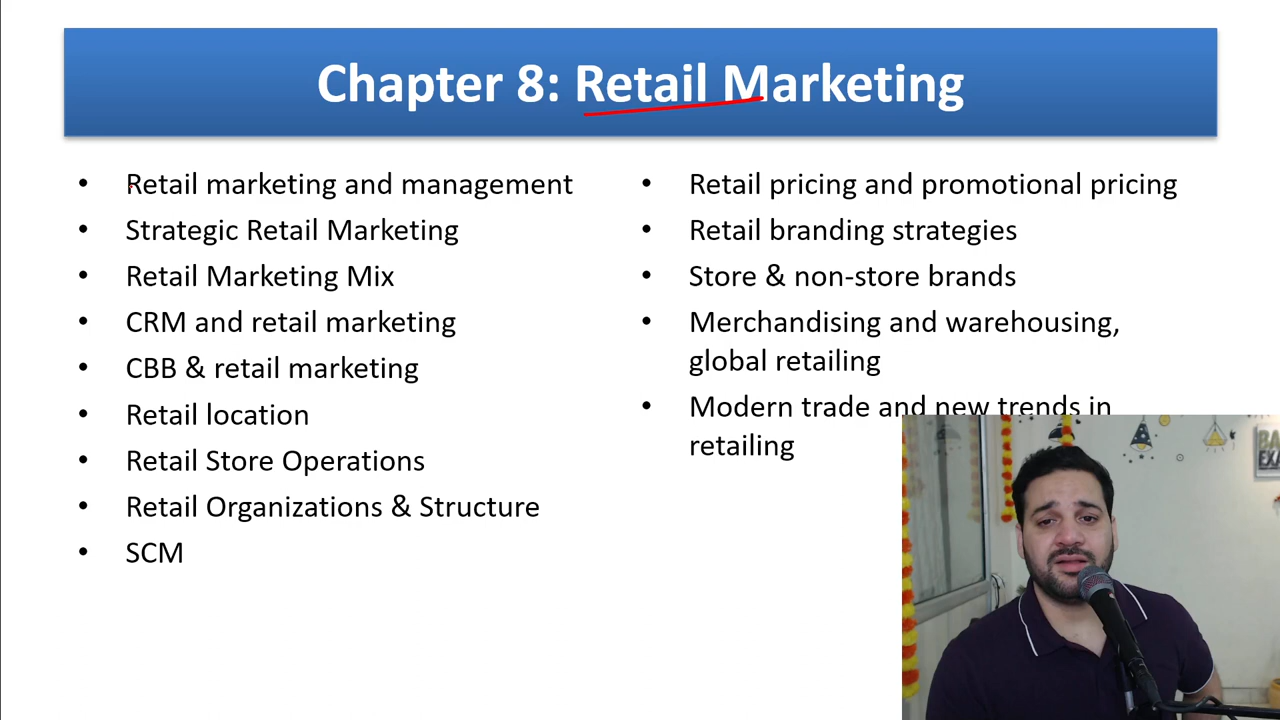 Chapter 8: Retail Marketing
• Retail marketing and management
• Strategic Retail Marketing
• Retail Marketing Mix
• CRM and retail marketing
• CBB & retail marketing
• Retail location
• Retail Store Operations
• Retail Organizations & Structure
• SCM
• Retail pricing and promotional pricing
• Retail branding strategies
• Store & non-store brands
• Merchandising and warehousing,
global retailing
• Modern trade and new trends in
retailing